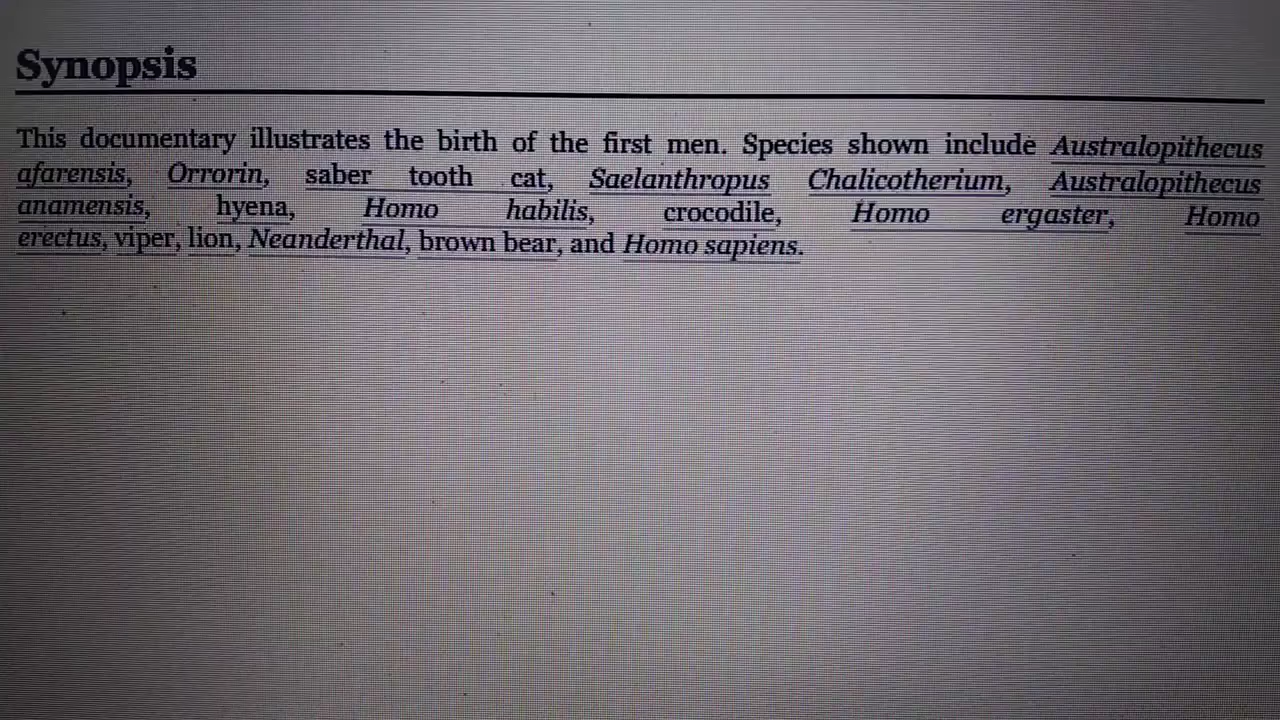 Synopsis
This documentary illustrates the birth of the first men. Species shown include Australopithecus
afarensis, Orrorin, saber tooth cat, Saelanthropus Chalicotherium, Australopithecus
anamensis, hyena, Homo habilis, crocodile, Homo ergaster, Homo
erectus, viper, lion, Neanderthal, brown bear, and Homo sapiens.